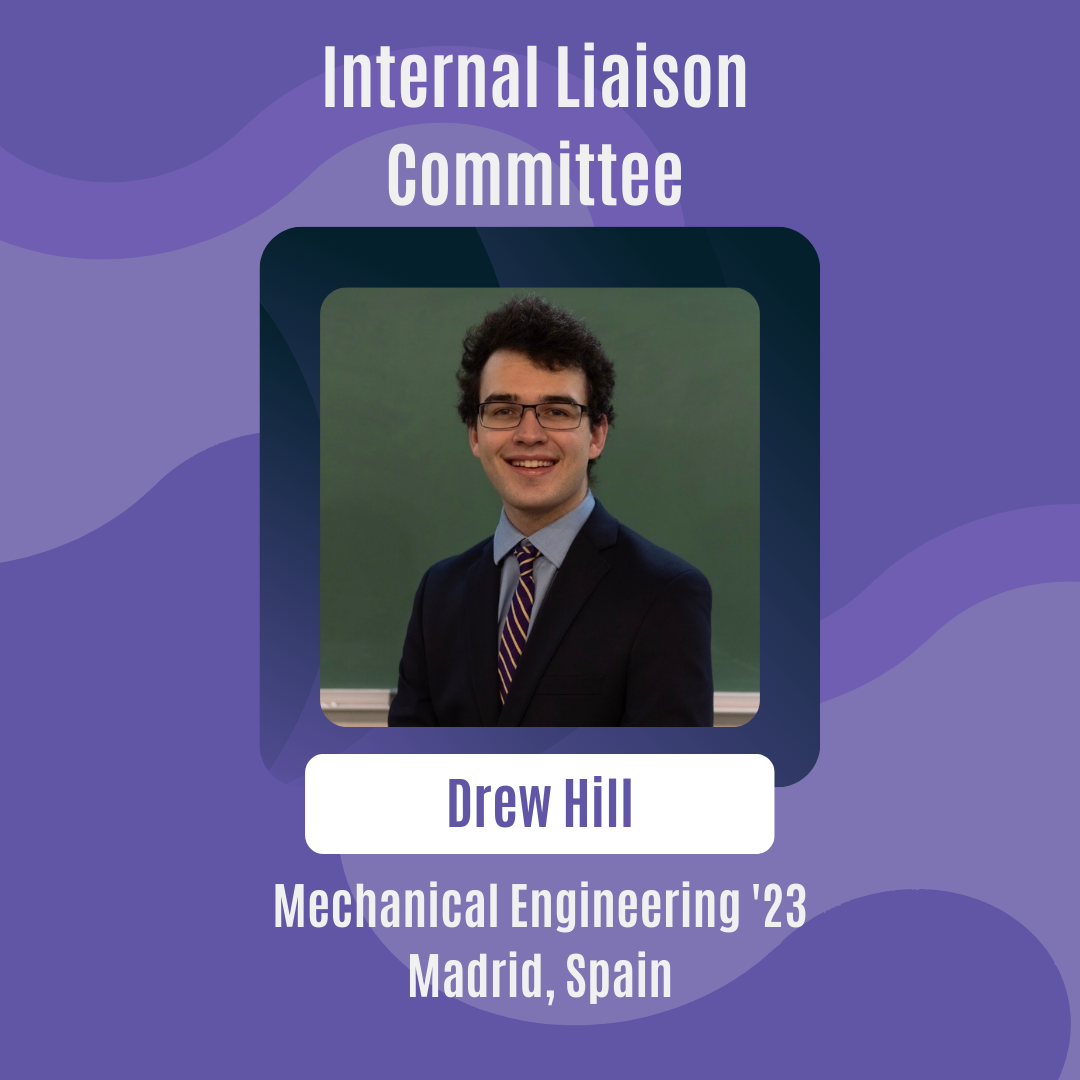 Internal Liaison
Committee
Drew Hill
Mechanical Engineering '23
Madrid, Spain